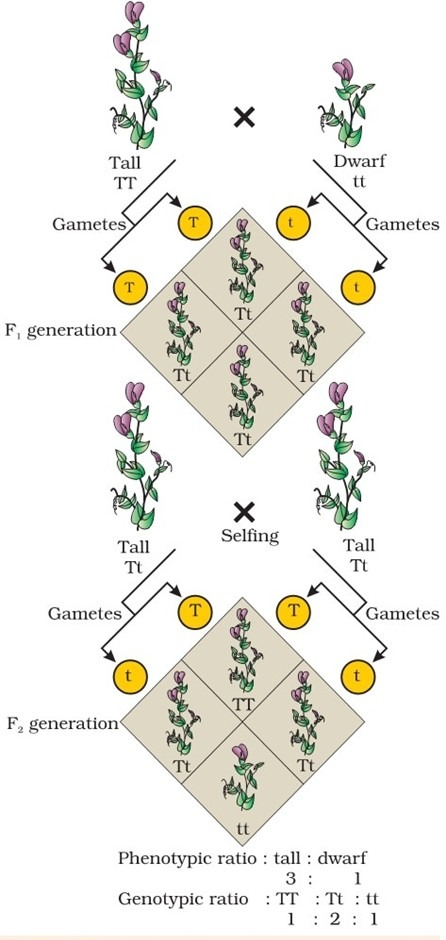 Tall
TT
Dwarf
tt
Gametes
T
t
Gametes
T
t
F₁ generation
Tt
Tt
Tt
Tt
Tall
Tt
Selfing
Tall
Tt
Gametes
T
T
Gametes
t
t
F₂ generation
TT
Tt
Tt
tt
Phenotypic ratio : tall : dwarf
3 : 1
Genotypic ratio : TT : Tt : tt
1 : 2 : 1